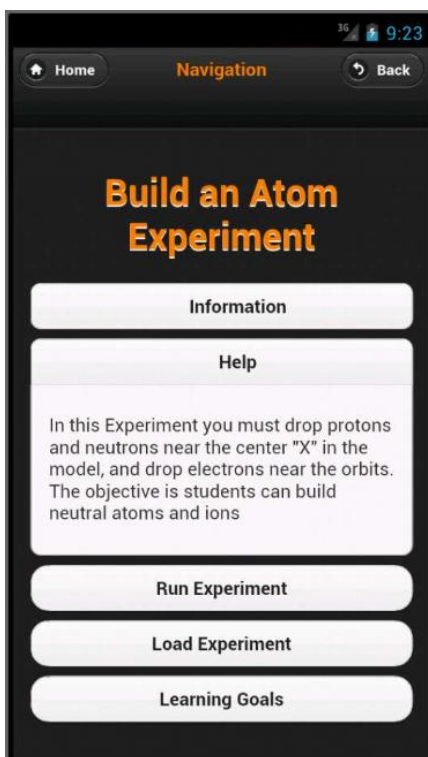 3G 9:23
Home Navigation Back
Build an Atom
Experiment
Information
Help
In this Experiment you must drop protons
and neutrons near the center "X" in the
model, and drop electrons near the orbits.
The objective is students can build
neutral atoms and ions
Run Experiment
Load Experiment
Learning Goals